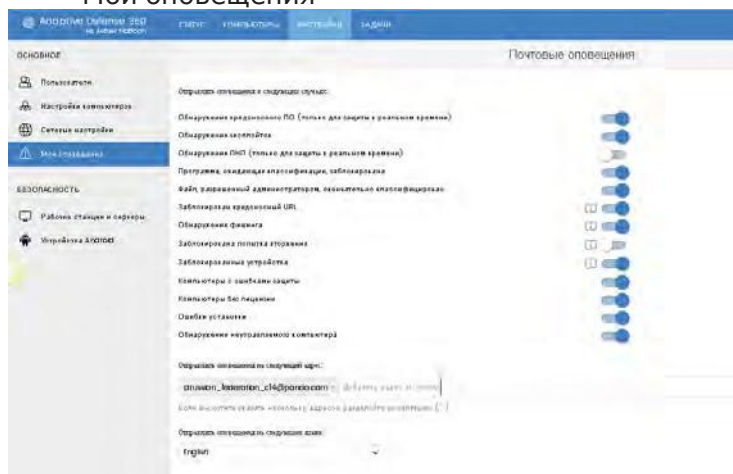 Мои оповещения
Adaptive Defense 360
СТАТУС КОМПЬЮТЕРЫ НАСТРОЙКИ ЗАДАЧИ
ОСНОВНОЕ
Почтовые оповещения
Пользователи
Настройки компьютеров
Сетевые настройки
Мои оповещения
БЕЗОПАСНОСТЬ
Рабочие станции и серверы
Устройства Android
Отправлять оповещения в следующих случаях:
Обнаружение вредоносного ПО (только для защиты в реальном времени)
Обнаружение эксплойтов
Обнаружение ПНП (только для защиты в реальном времени)
Программа, ожидающая классификации, заблокирована
Файл, разрешенный администратором, окончательно классифицирован
Заблокирован вредоносный URL
Обнаружение фишинга
Заблокирована попытка вторжения
Заблокированные устройства
Компьютеры с ошибками защиты
Компьютеры без лицензии
Ошибки установки
Обнаружение неуправляемого компьютера
Отправлять оповещения на следующий адрес:
Отправлять оповещения на следующем языке:
English